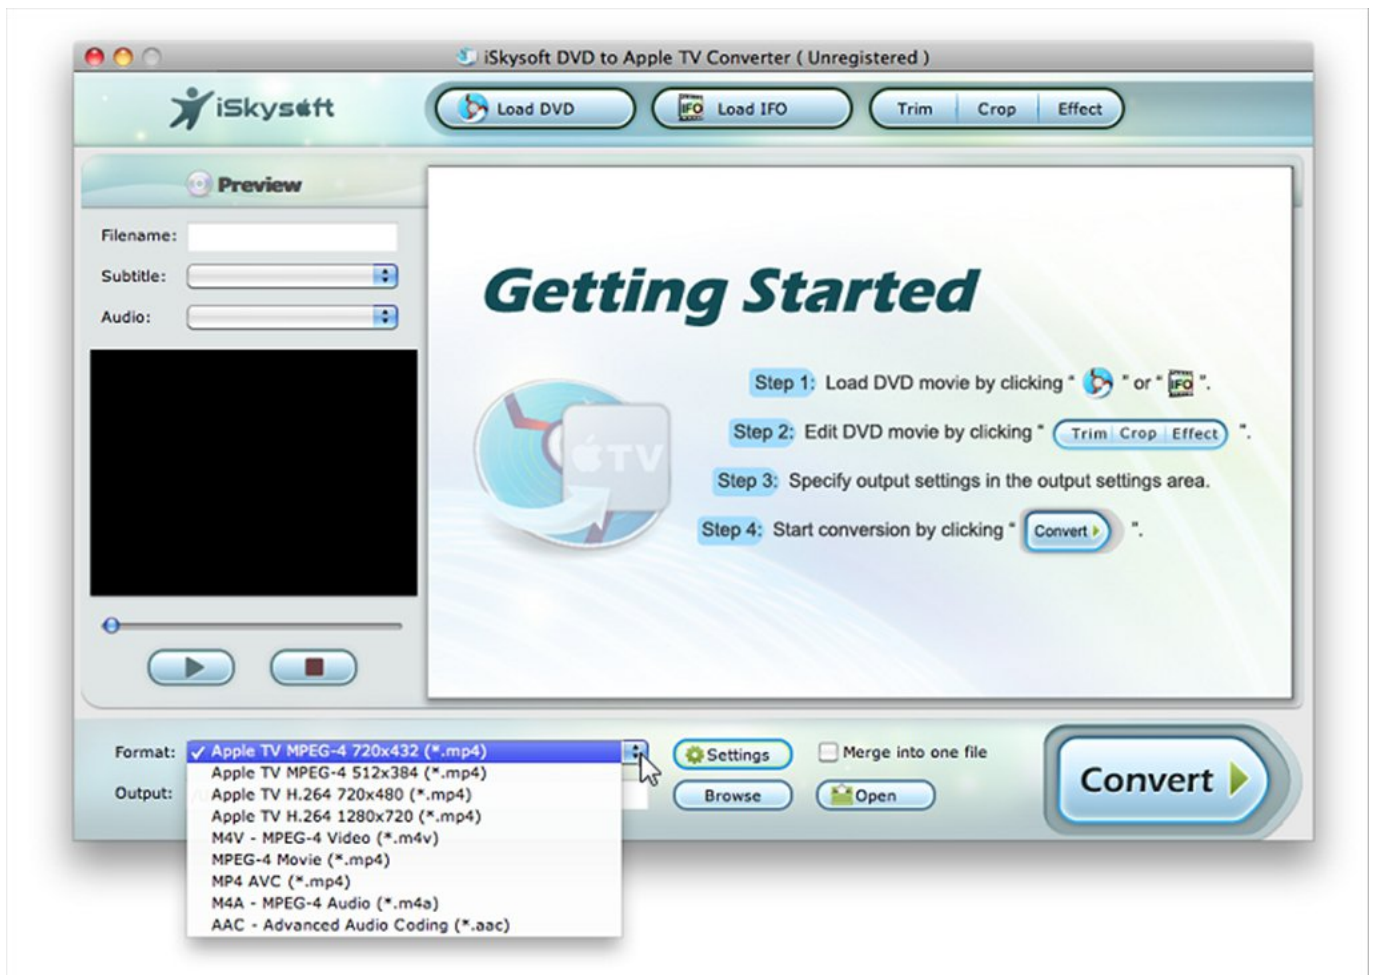 iSkysoft DVD to Apple TV Converter ( Unregistered )
iSkysoft
Load DVD
IFO Load IFO
Trim Crop Effect
Preview
Filename:
Subtitle:
Audio:
Getting Started
TV
Step 1: Load DVD movie by clicking “ ” or “ IFO ”.
Step 2: Edit DVD movie by clicking “ Trim Crop Effect ”.
Step 3: Specify output settings in the output settings area.
Step 4: Start conversion by clicking “ Convert ”.
Format:
✓ Apple TV MPEG-4 720x432 (*.mp4)
Apple TV MPEG-4 512x384 (*.mp4)
Apple TV H.264 720x480 (*.mp4)
Apple TV H.264 1280x720 (*.mp4)
M4V - MPEG-4 Video (*.m4v)
MPEG-4 Movie (*.mp4)
MP4 AVC (*.mp4)
M4A - MPEG-4 Audio (*.m4a)
AAC - Advanced Audio Coding (*.aac)
Settings
Merge into one file
Output:
Browse
Open
Convert